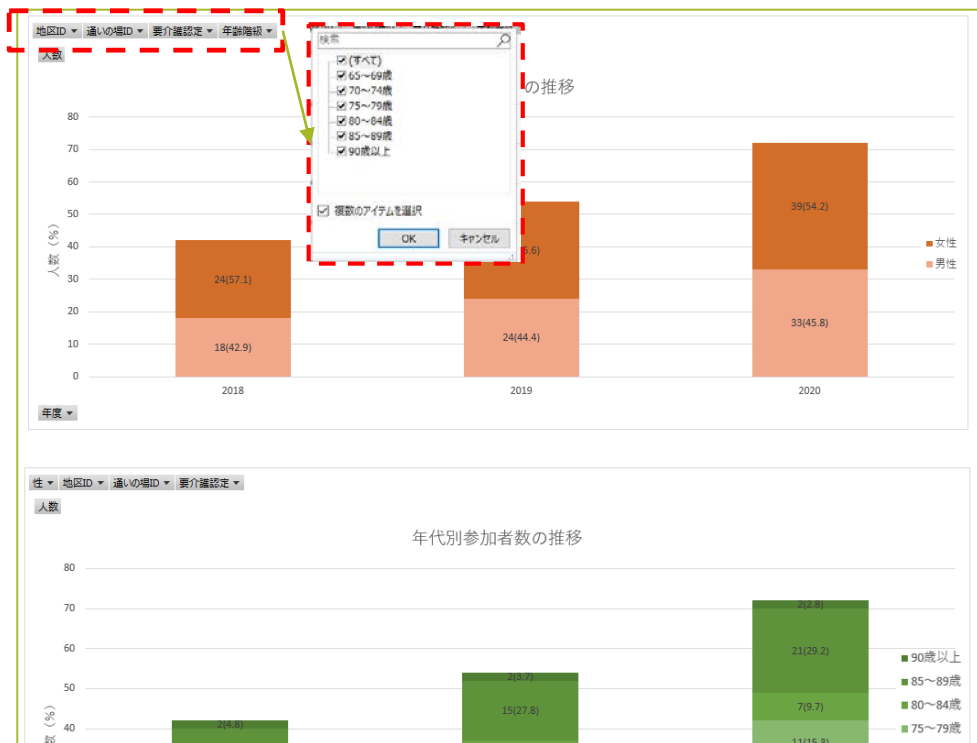 地区ID 通いの場ID 要介護認定 年齢階級
人数
検索
(すべて)
65～69歳
70～74歳
75～79歳
80～84歳
85～89歳
90歳以上
複数のアイテムを選択
OK キャンセル
の推移
80
70
60
50
40
30
20
10
0
人数（%）
24(57.1)
18(42.9)
5.6)
24(44.4)
39(54.2)
33(45.8)
女性
男性
2018 2019 2020
年度
性 地区ID 通いの場ID 要介護認定
人数
年代別参加者数の推移
80
70
60
50
40
数（%）
2(4.8)
2(3.7)
15(27.8)
2(2.8)
21(29.2)
7(9.7)
11(15.3)
90歳以上
85～89歳
80～84歳
75～79歳